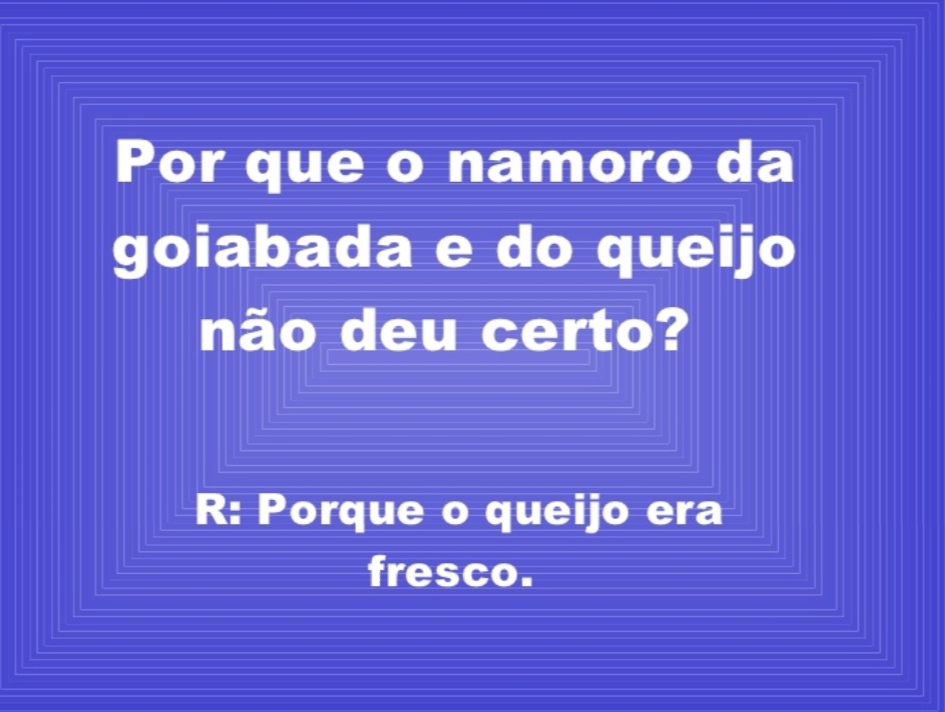 Por que o namoro da
goiabada e do queijo
não deu certo?
R: Porque o queijo era
fresco.